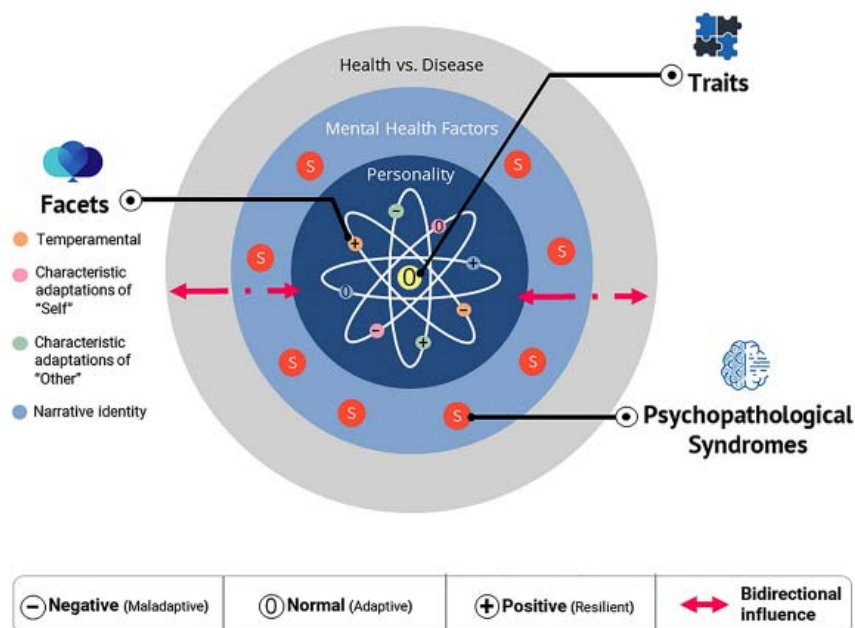 Health vs. Disease
Traits
Mental Health Factors
S
S
Personality
Facets
−
0
+
Temperamental
S
S
+
0
Characteristic
adaptations of
"Self"
0
−
−
+
Characteristic
adaptations of
"Other"
S
S
Narrative identity
S
S
Psychopathological
Syndromes
− Negative (Maladaptive)
0 Normal (Adaptive)
+ Positive (Resilient)
Bidirectional
influence